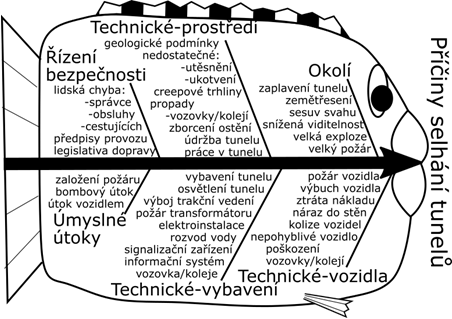 Technické-prostředí
geologické podmínky
nedostatečné:
-utěsnění
-ukotvení
creepové trhliny
propady
-vozovky/kolejí
zborcení ostění
údržba tunelu
práce v tunelu
Řízení
bezpečnosti
lidská chyba:
-správce
-obsluhy
-cestujících
předpisy provozu
legislativa dopravy
Okolí
zaplavení tunelu
zemětřesení
sesuv svahu
snížená viditelnost
velká exploze
velký požár
založení požáru
bombový útok
útok vozidlem
Úmyslné
útoky
vybavení tunelu
osvětlení tunelu
výboj trakční vedení
požár transformátoru
elektroinstalace
rozvod vody
signalizační zařízení
informační systém
vozovka/koleje
Technické-vybavení
požár vozidla
výbuch vozidla
ztráta nákladu
náraz do stěn
kolize vozidel
nepohyblivé vozidlo
poškození
vozovky/kolejí
Technické-vozidla
Příčiny selhání tunelů